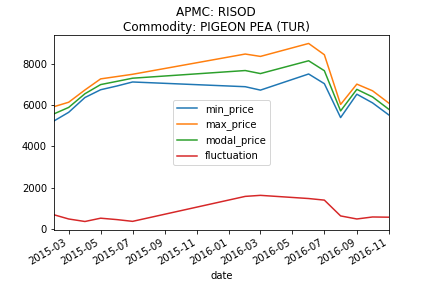 APMC: RISOD
Commodity: PIGEON PEA (TUR)
8000
6000
4000
2000
0
min_price
max_price
modal_price
fluctuation
2015-03
2015-05
2015-07
2015-09
2015-11
2016-01
2016-03
2016-05
2016-07
2016-09
2016-11
date